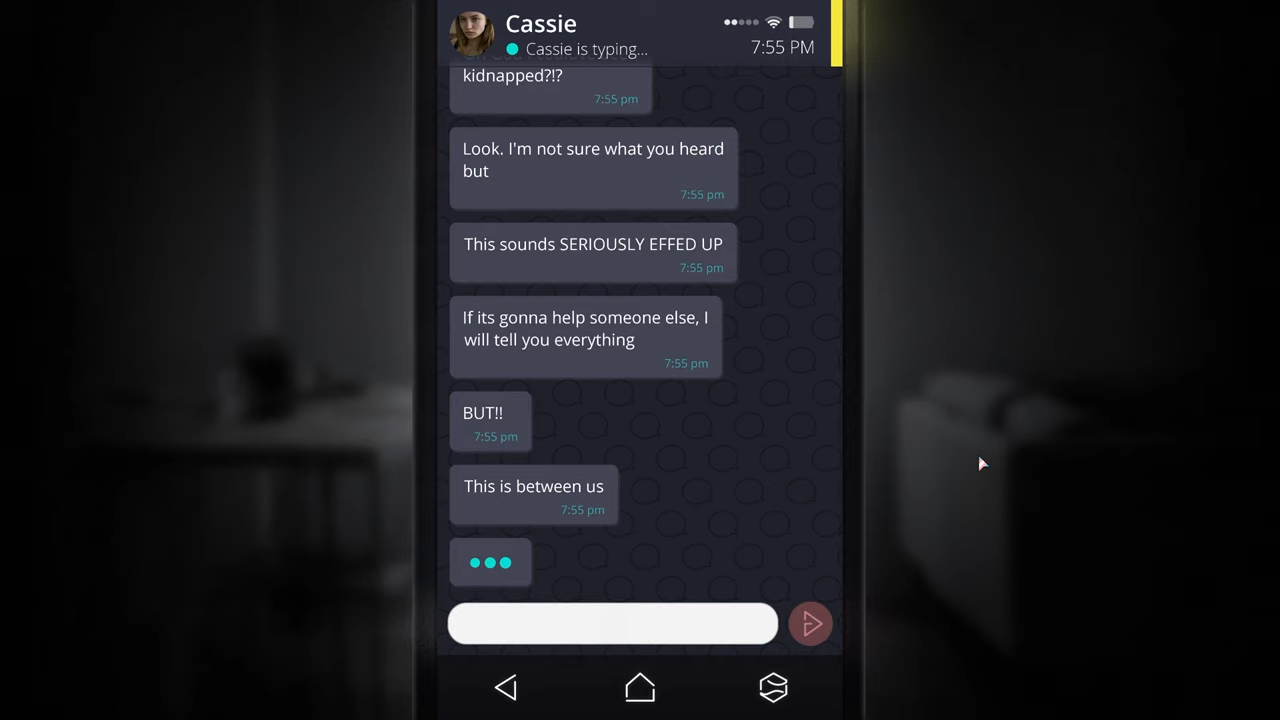 Cassie
Cassie is typing...
7:55 PM
kidnapped?!?
7:55 pm
Look. I'm not sure what you heard
but
7:55 pm
This sounds SERIOUSLY EFFED UP
7:55 pm
If its gonna help someone else, I
will tell you everything
7:55 pm
BUT!!
7:55 pm
This is between us
7:55 pm